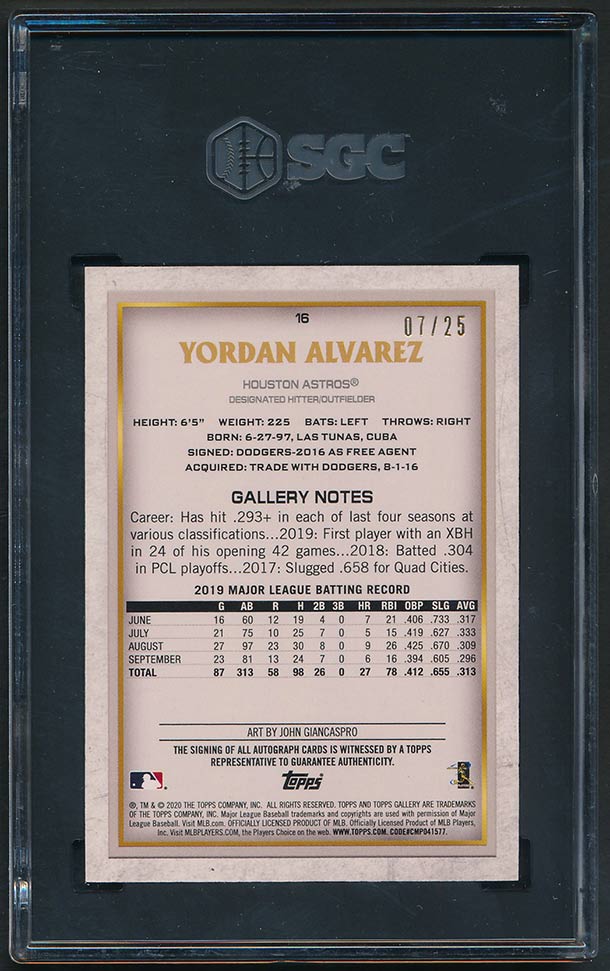 SGC
16
07/25
YORDAN ALVAREZ
HOUSTON ASTROS®
DESIGNATED HITTER/OUTFIELDER
HEIGHT: 6'5" WEIGHT: 225 BATS: LEFT THROWS: RIGHT
BORN: 6-27-97, LAS TUNAS, CUBA
SIGNED: DODGERS-2016 AS FREE AGENT
ACQUIRED: TRADE WITH DODGERS, 8-1-16
GALLERY NOTES
Career: Has hit .293+ in each of last four seasons at
various classifications...2019: First player with an XBH
in 24 of his opening 42 games...2018: Batted .304
in PCL playoffs...2017: Slugged .658 for Quad Cities.
2019 MAJOR LEAGUE BATTING RECORD
G AB R H 2B 3B HR RBI OBP SLG AVG
JUNE 16 60 12 19 4 0 7 21 .406 .733 .317
JULY 21 75 10 25 7 0 5 15 .419 .627 .333
AUGUST 27 97 23 30 8 0 9 26 .425 .670 .309
SEPTEMBER 23 81 13 24 7 0 6 16 .394 .605 .296
TOTAL 87 313 58 98 26 0 27 78 .412 .655 .313
ART BY JOHN GIANCASPRO
THE SIGNING OF ALL AUTOGRAPH CARDS IS WITNESSED BY A TOPPS
REPRESENTATIVE TO GUARANTEE AUTHENTICITY.
Topps
®, TM & © 2020 THE TOPPS COMPANY, INC. ALL RIGHTS RESERVED. TOPPS AND TOPPS GALLERY ARE TRADEMARKS
OF THE TOPPS COMPANY, INC. Major League Baseball trademarks and copyrights are used with permission of Major
League Baseball. Visit MLB.com. OFFICIALLY LICENSED PRODUCT OF MLB. Officially Licensed Product of MLB Players,
Inc. Visit MLBPLAYERS.COM, the Players Choice on the web. WWW.TOPPS.COM. CODE#CMP041577.